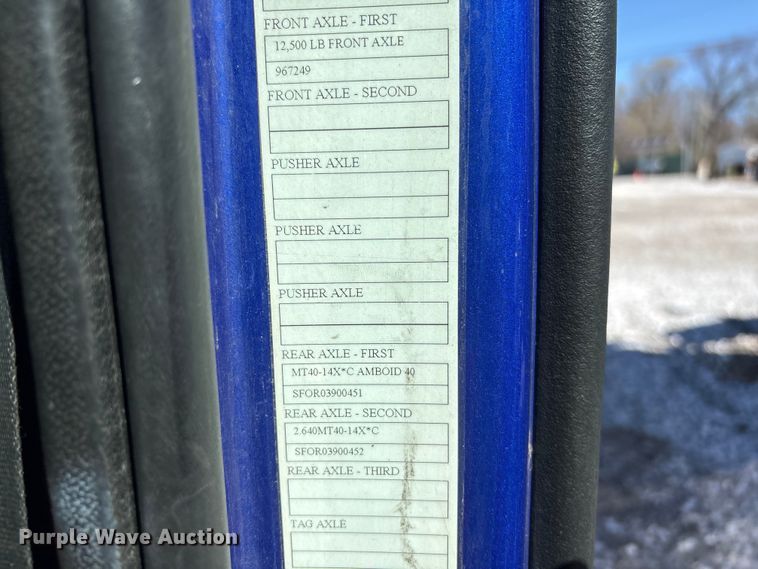 FRONT AXLE - FIRST
12,500 LB FRONT AXLE
967249
FRONT AXLE - SECOND
PUSHER AXLE
PUSHER AXLE
PUSHER AXLE
REAR AXLE - FIRST
MT40-14X*C AMBOID 40
SFOR03900451
REAR AXLE - SECOND
2.640MT40-14X*C
SFOR03900452
REAR AXLE - THIRD
TAG AXLE
Purple Wave Auction